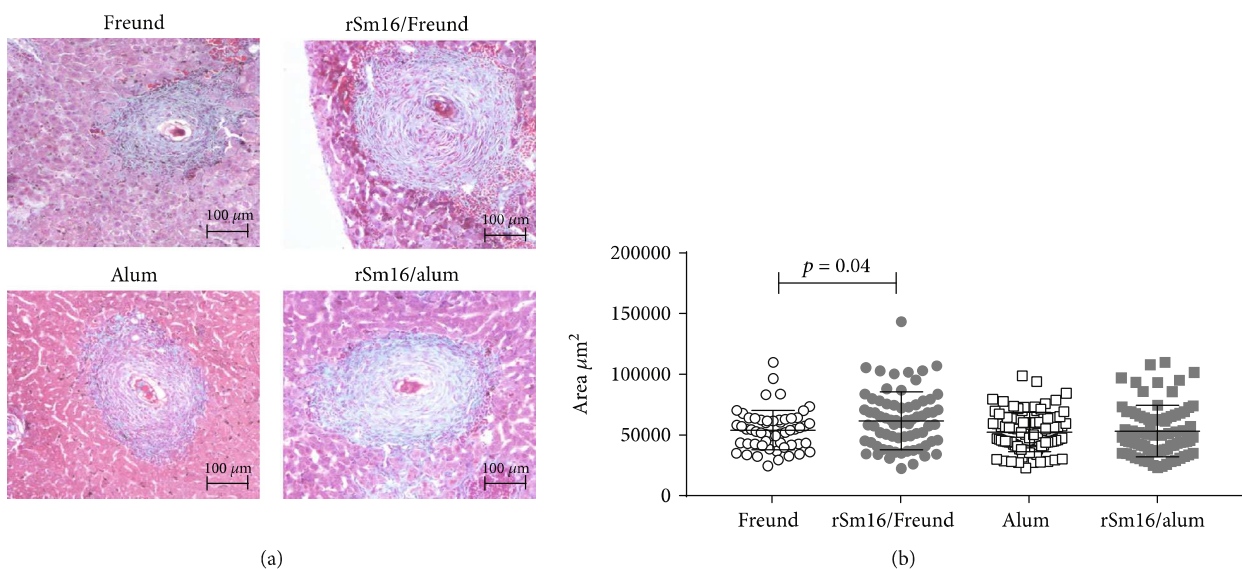 Freund
rSm16/Freund
100 μm
100 μm
Alum
rSm16/alum
100 μm
100 μm
(a)
200000
150000
100000
50000
0
Area μm²
p = 0.04
Freund
rSm16/Freund
Alum
rSm16/alum
(b)